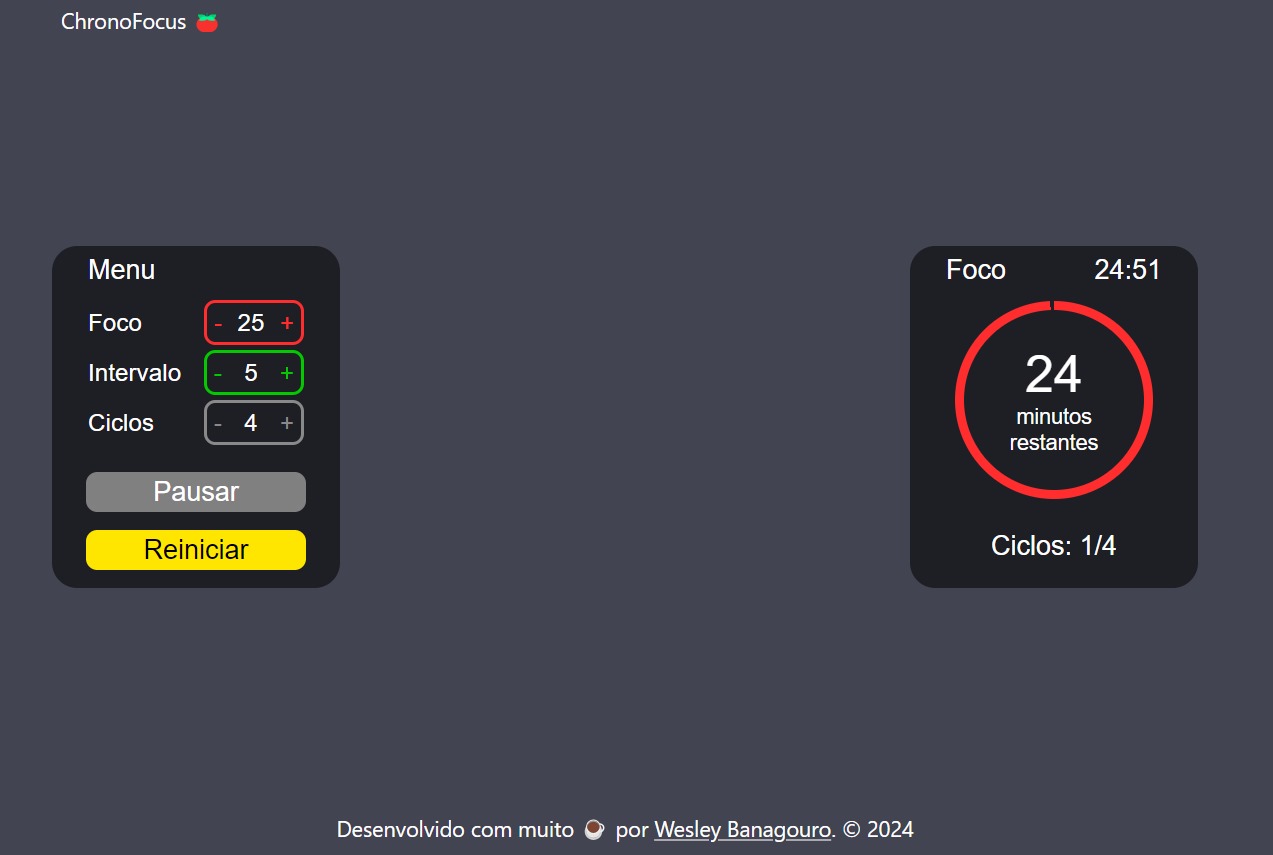 ChronoFocus 🍅
Menu
Foco - 25 +
Intervalo - 5 +
Ciclos - 4 +
Pausar
Reiniciar
Foco 24:51
24
minutos
restantes
Ciclos: 1/4
Desenvolvido com muito ☕ por Wesley Banagouro. © 2024